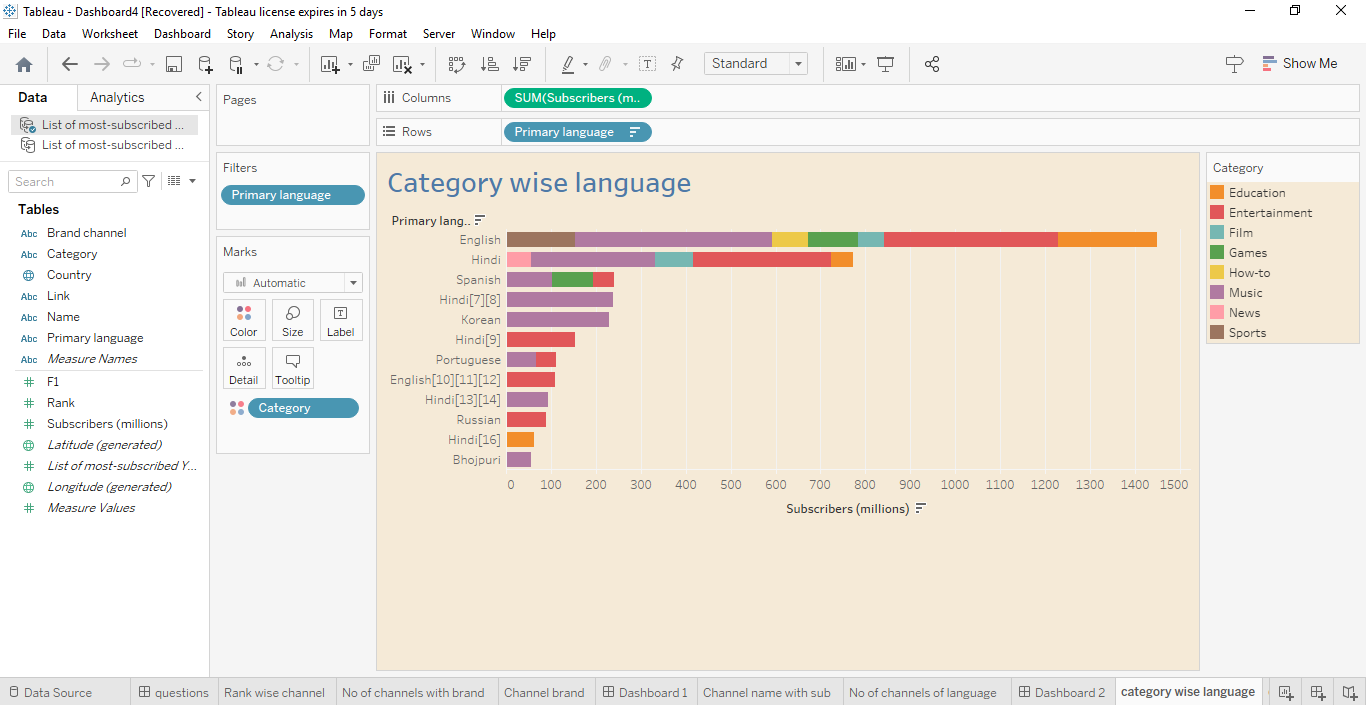 Tableau - Dashboard4 [Recovered] - Tableau license expires in 5 days
File Data Worksheet Dashboard Story Analysis Map Format Server Window Help
Standard
Show Me
Data Analytics
List of most-subscribed ...
List of most-subscribed ...
Search
Tables
Abc Brand channel
Abc Category
Country
Abc Link
Abc Name
Abc Primary language
Abc Measure Names
# F1
# Rank
# Subscribers (millions)
Latitude (generated)
# List of most-subscribed Y...
Longitude (generated)
# Measure Values
Pages
Filters
Primary language
Marks
Automatic
Color Size Label
Detail Tooltip
Category
Columns SUM(Subscribers (m..
Rows Primary language
Category wise language
Primary lang..
English
Hindi
Spanish
Hindi[7][8]
Korean
Hindi[9]
Portuguese
English[10][11][12]
Hindi[13][14]
Russian
Hindi[16]
Bhojpuri
0 100 200 300 400 500 600 700 800 900 1000 1100 1200 1300 1400 1500
Subscribers (millions)
Category
Education
Entertainment
Film
Games
How-to
Music
News
Sports
Data Source questions Rank wise channel No of channels with brand Channel brand Dashboard 1 Channel name with sub No of channels of language Dashboard 2 category wise language